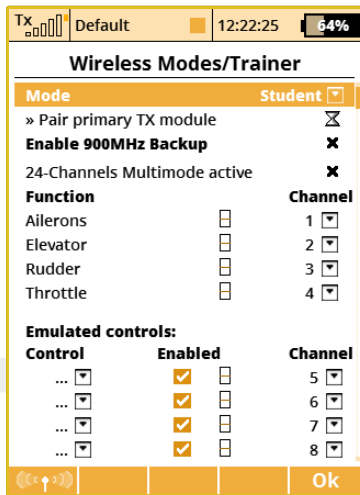 Tx Default 12:22:25 64%
Wireless Modes/Trainer
Mode Student
» Pair primary TX module
Enable 900MHz Backup
24-Channels Multimode active
Function Channel
Ailerons 1
Elevator 2
Rudder 3
Throttle 4
Emulated controls:
Control Enabled Channel
... 5
... 6
... 7
... 8
Ok